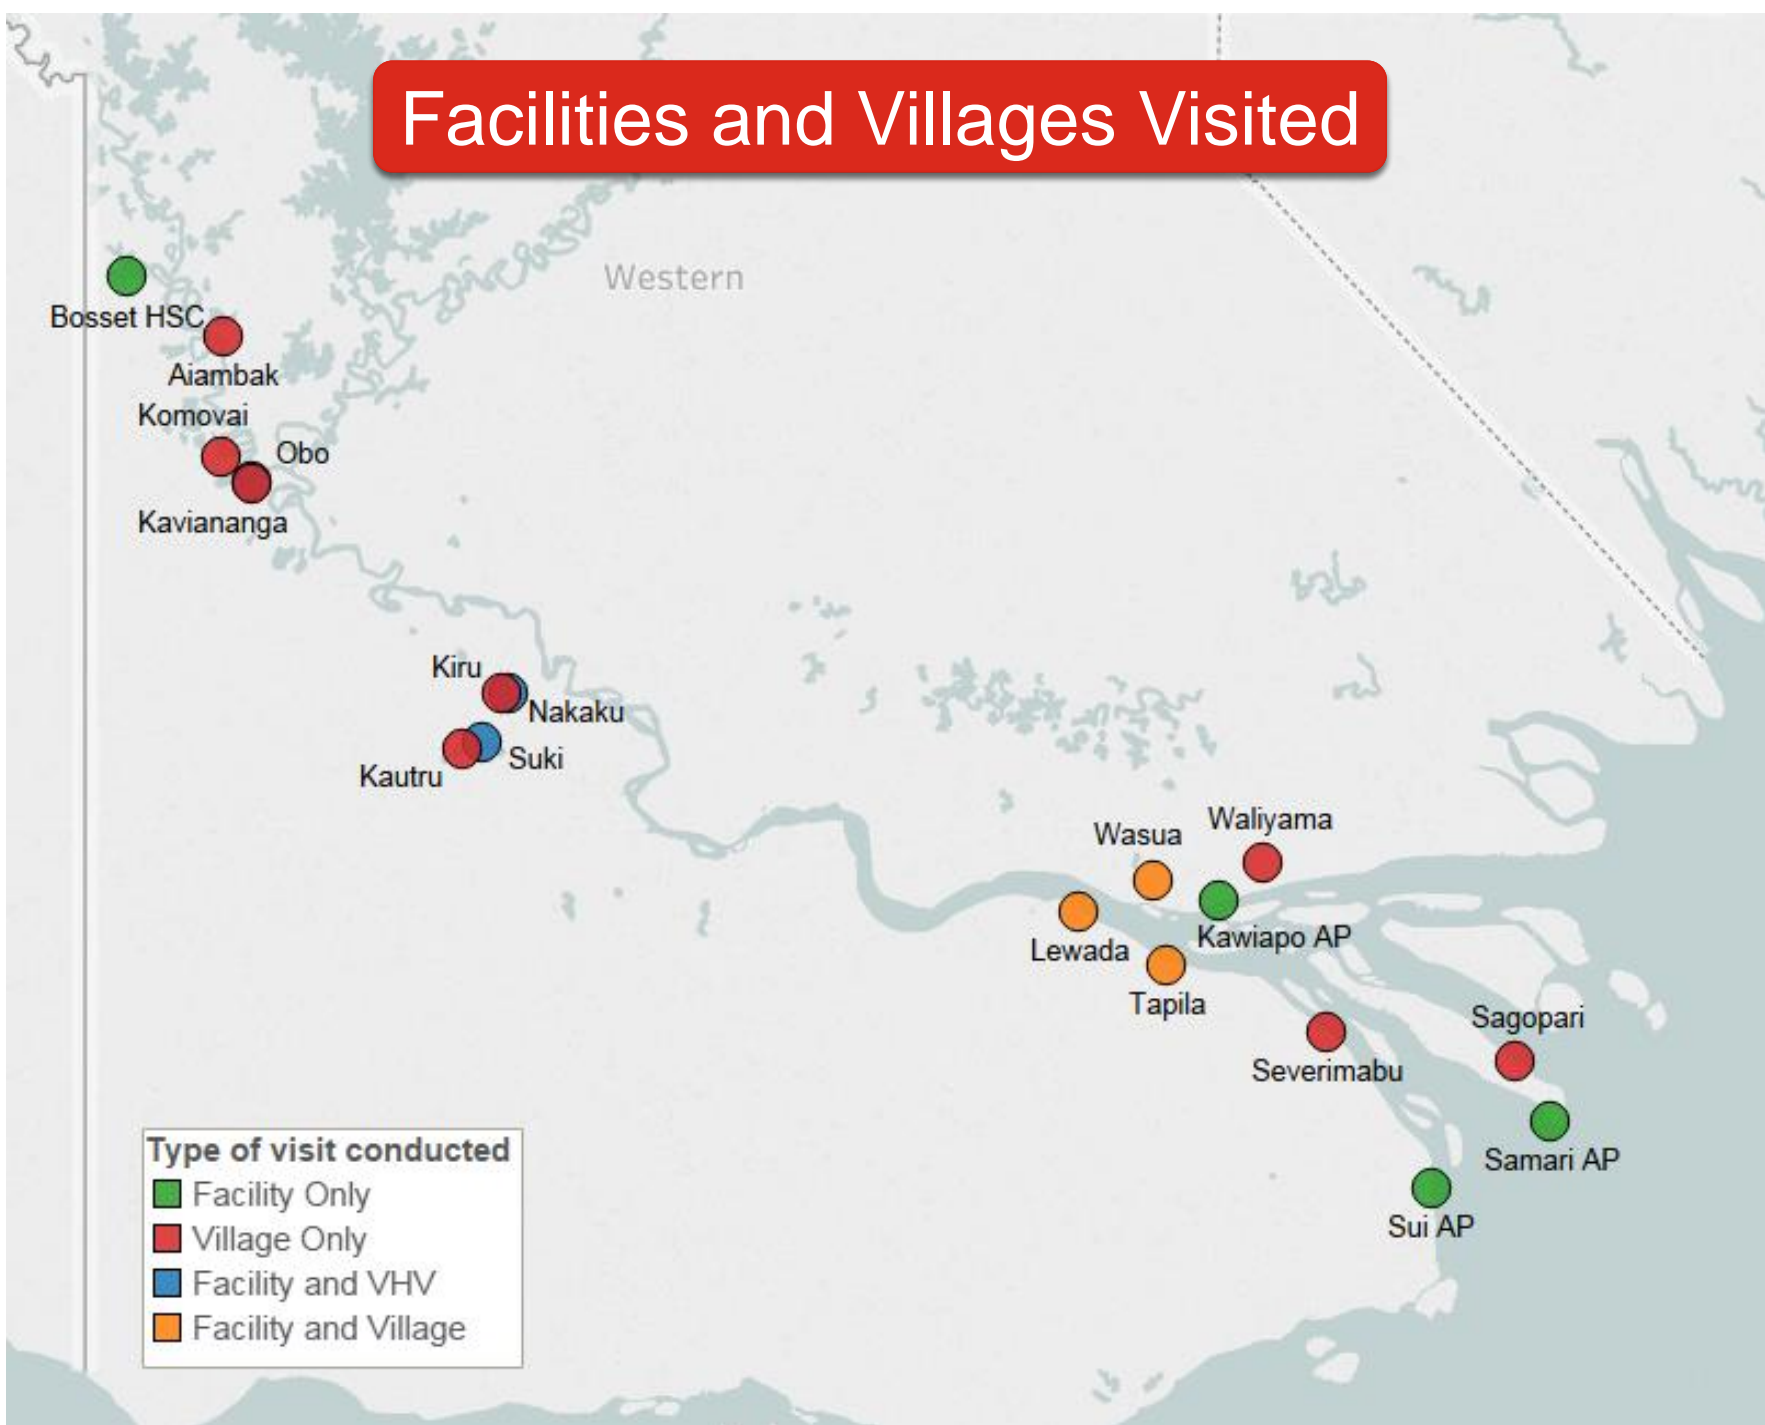 Facilities and Villages Visited
Western
Bosset HSC
Aiambak
Komovai
Obo
Kaviananga
Kiru
Nakaku
Suki
Kautru
Waliyama
Wasua
Kawiapo AP
Lewada
Tapila
Sagopari
Severimabu
Samari AP
Sui AP
Type of visit conducted
Facility Only
Village Only
Facility and VHV
Facility and Village